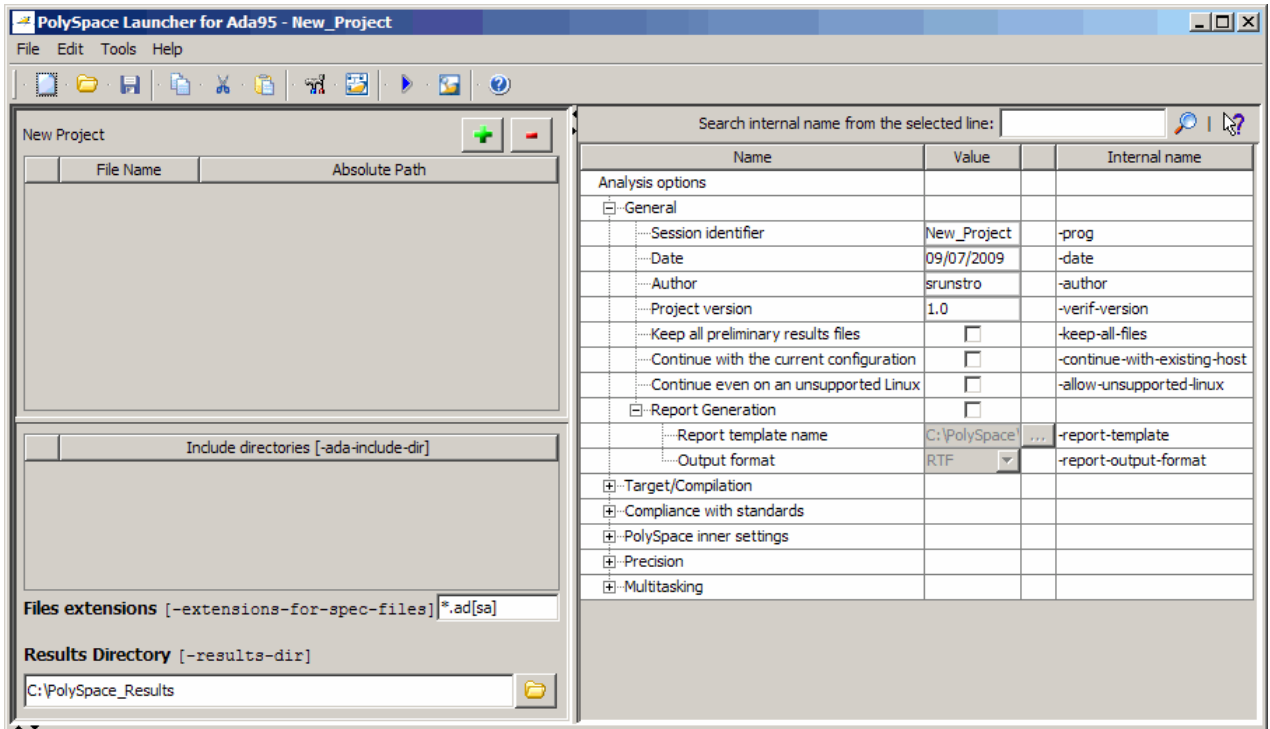 PolySpace Launcher for Ada95 - New_Project
File Edit Tools Help
New Project
File Name Absolute Path
Include directories [-ada-include-dir]
Files extensions [-extensions-for-spec-files] *.ad[sa]
Results Directory [-results-dir]
C:\PolySpace_Results
Search internal name from the selected line:
Name Value Internal name
Analysis options
General
Session identifier New_Project -prog
Date 09/07/2009 -date
Author srunstro -author
Project version 1.0 -verif-version
Keep all preliminary results files -keep-all-files
Continue with the current configuration -continue-with-existing-host
Continue even on an unsupported Linux -allow-unsupported-linux
Report Generation
Report template name C:\PolySpace\ ... -report-template
Output format RTF -report-output-format
Target/Compilation
Compliance with standards
PolySpace inner settings
Precision
Multitasking